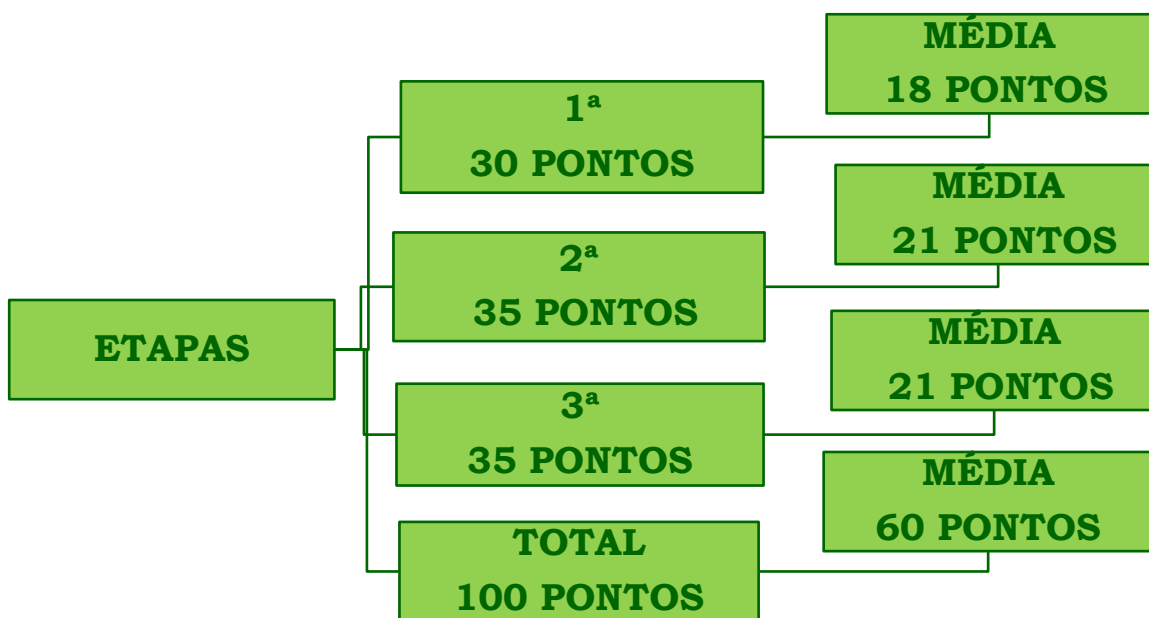 ETAPAS
1ª
30 PONTOS
MÉDIA
18 PONTOS
2ª
35 PONTOS
MÉDIA
21 PONTOS
3ª
35 PONTOS
MÉDIA
21 PONTOS
TOTAL
100 PONTOS
MÉDIA
60 PONTOS